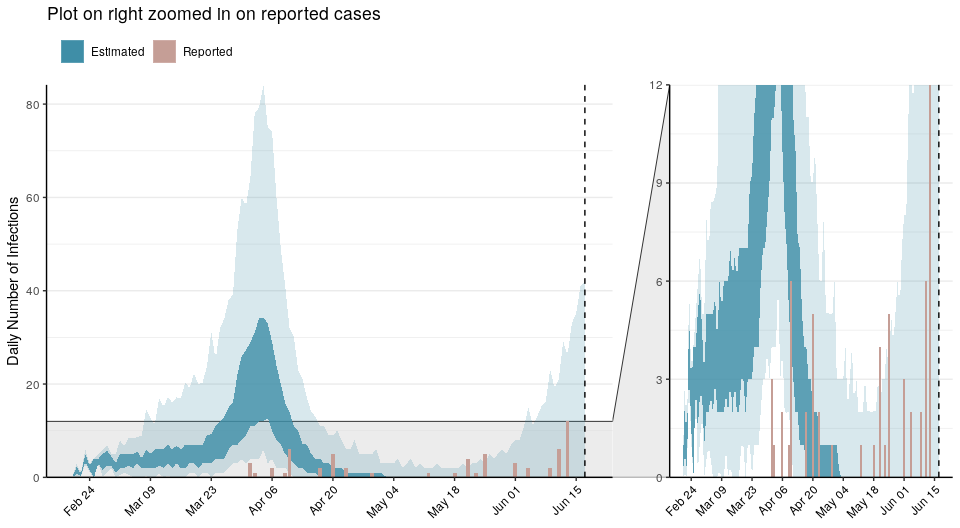 Plot on right zoomed in on reported cases
Estimated Reported
Daily Number of Infections
80
60
40
20
0
Feb 24 Mar 09 Mar 23 Apr 06 Apr 20 May 04 May 18 Jun 01 Jun 15
12
9
6
3
0
Feb 24 Mar 09 Mar 23 Apr 06 Apr 20 May 04 May 18 Jun 01 Jun 15